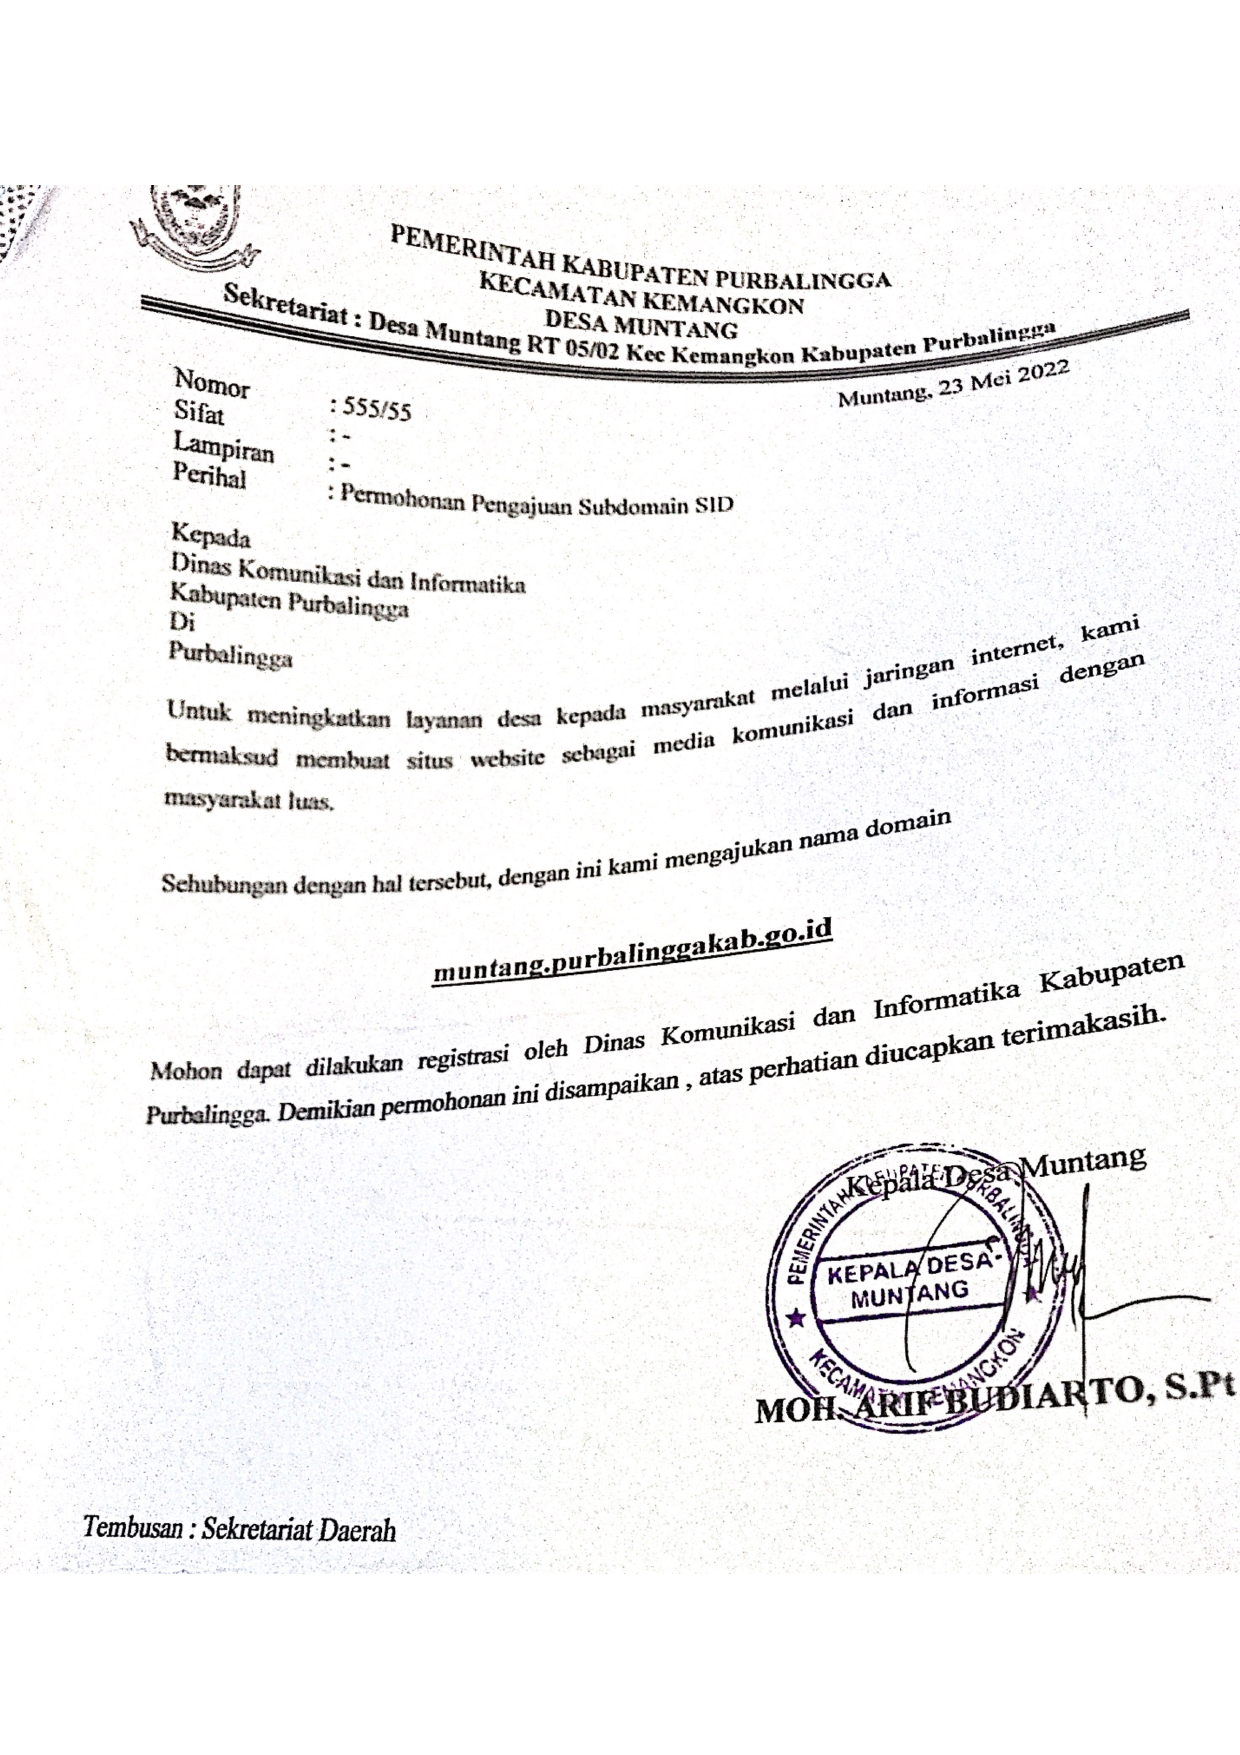 PEMERINTAH KABUPATEN PURBALINGGA
KECAMATAN KEMANGKON
DESA MUNTANG
Sekretariat : Desa Muntang RT 05/02 Kec Kemangkon Kabupaten Purbalingga
Muntang, 23 Mei 2022
Nomor : 555/55
Sifat : -
Lampiran : -
Perihal : Permohonan Pengajuan Subdomain SID
Kepada
Dinas Komunikasi dan Informatika
Kabupaten Purbalingga
Di
Purbalingga
Untuk meningkatkan layanan desa kepada masyarakat melalui jaringan internet, kami
bermaksud membuat situs website sebagai media komunikasi dan informasi dengan
masyarakat luas.
Sehubungan dengan hal tersebut, dengan ini kami mengajukan nama domain
muntang.purbalinggakab.go.id
Mohon dapat dilakukan registrasi oleh Dinas Komunikasi dan Informatika Kabupaten
Purbalingga. Demikian permohonan ini disampaikan , atas perhatian diucapkan terimakasih.
Kepala Desa Muntang
PEMERINTAH KABUPATEN PURBALINGGA
KEPALA DESA
MUNTANG
KECAMATAN KEMANGKON
MOH. ARIF BUDIARTO, S.Pt
Tembusan : Sekretariat Daerah